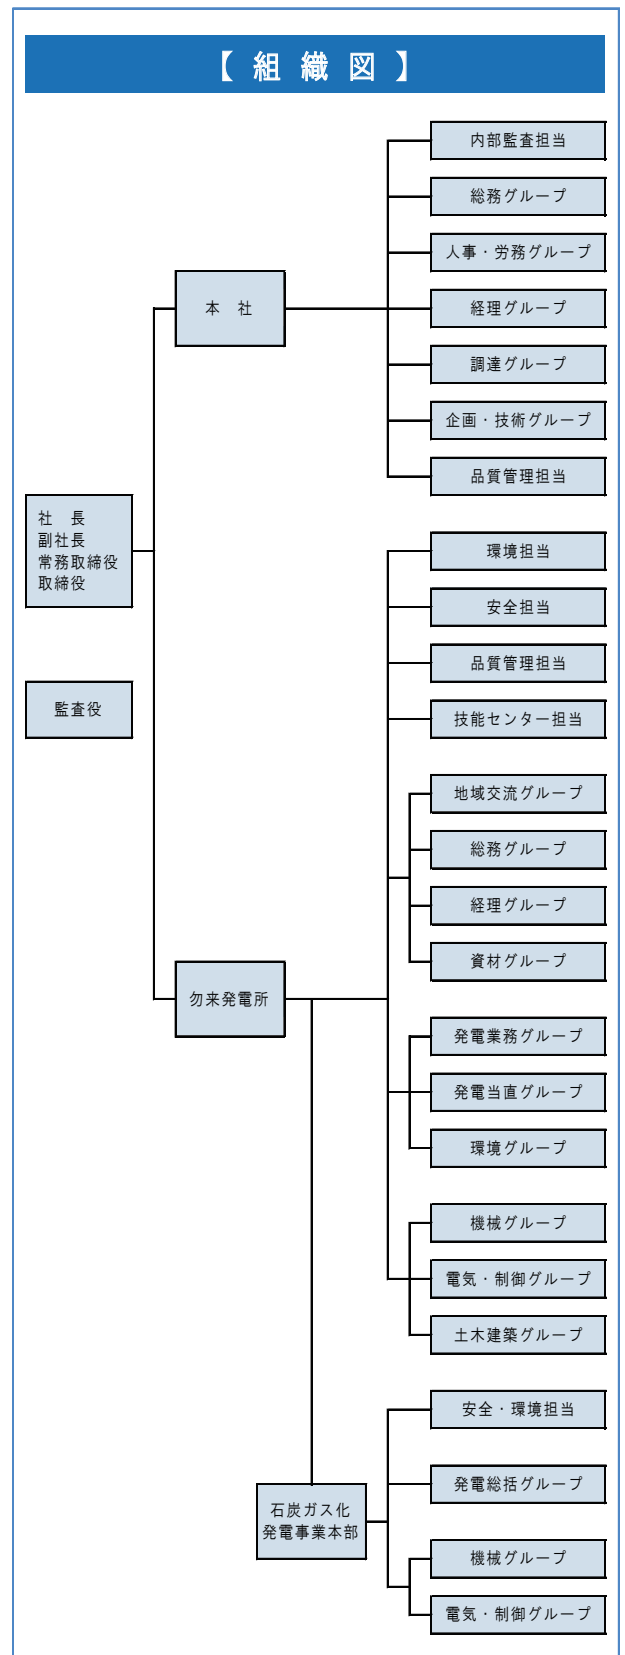 【組織図】
内部監査担当
総務グループ
人事・労務グループ
本　社
経理グループ
調達グループ
企画・技術グループ
品質管理担当
社　長
副社長
常務取締役
取締役
監査役
環境担当
安全担当
品質管理担当
技能センター担当
地域交流グループ
総務グループ
経理グループ
資材グループ
勿来発電所
発電業務グループ
発電当直グループ
環境グループ
機械グループ
電気・制御グループ
土木建築グループ
石炭ガス化
発電事業本部
安全・環境担当
発電総括グループ
機械グループ
電気・制御グループ